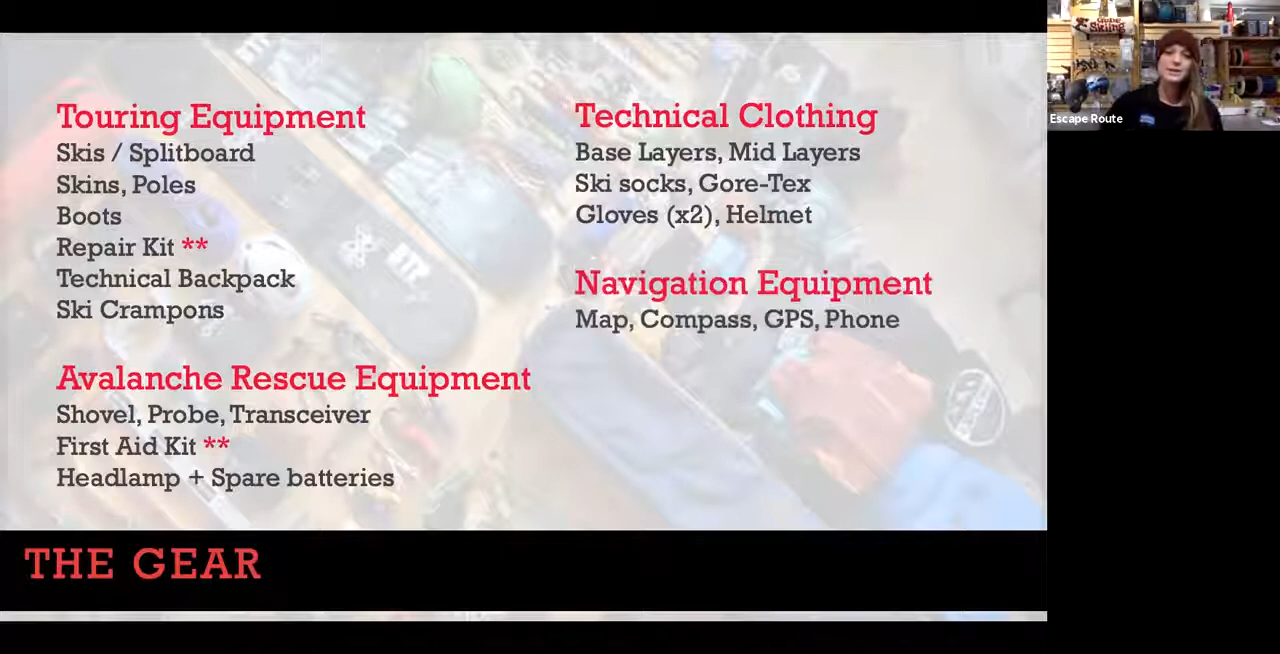 Touring Equipment
Skis / Splitboard
Skins, Poles
Boots
Repair Kit **
Technical Backpack
Ski Crampons
Avalanche Rescue Equipment
Shovel, Probe, Transceiver
First Aid Kit **
Headlamp + Spare batteries
Technical Clothing
Base Layers, Mid Layers
Ski socks, Gore-Tex
Gloves (x2), Helmet
Navigation Equipment
Map, Compass, GPS, Phone
THE GEAR
Skiing
Escape Route